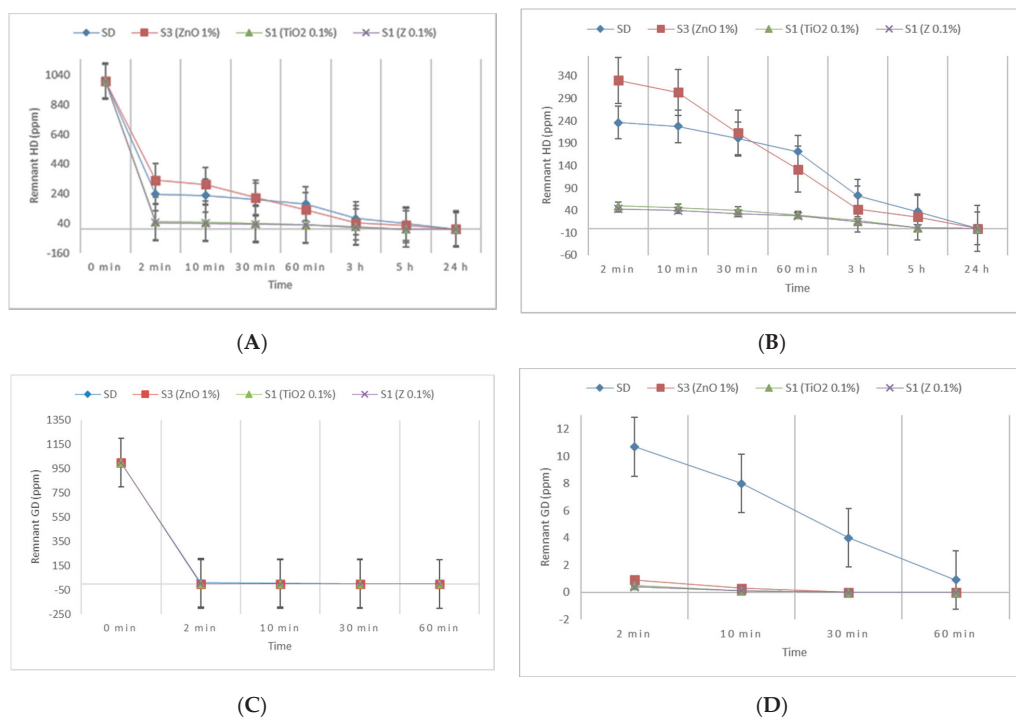 SD S3 (ZnO 1%) S1 (TiO2 0.1%) S1 (Z 0.1%)
Remnant HD (ppm)
1040
840
640
440
240
40
-160
0 min 2 min 10 min 30 min 60 min 3 h 5 h 24 h
Time
(A)
SD S3 (ZnO 1%) S1 (TiO2 0.1%) S1 (Z 0.1%)
Remnant HD (ppm)
340
290
240
190
140
90
40
-10
-60
2 min 10 min 30 min 60 min 3 h 5 h 24 h
Time
(B)
SD S3 (ZnO 1%) S1 (TiO2 0.1%) S1 (Z 0.1%)
Remnant GD (ppm)
1350
1150
950
750
550
350
150
-50
-250
0 min 2 min 10 min 30 min 60 min
Time
(C)
SD S3 (ZnO 1%) S1 (TiO2 0.1%) S1 (Z 0.1%)
Remnant GD (ppm)
12
10
8
6
4
2
0
-2
2 min 10 min 30 min 60 min
Time
(D)